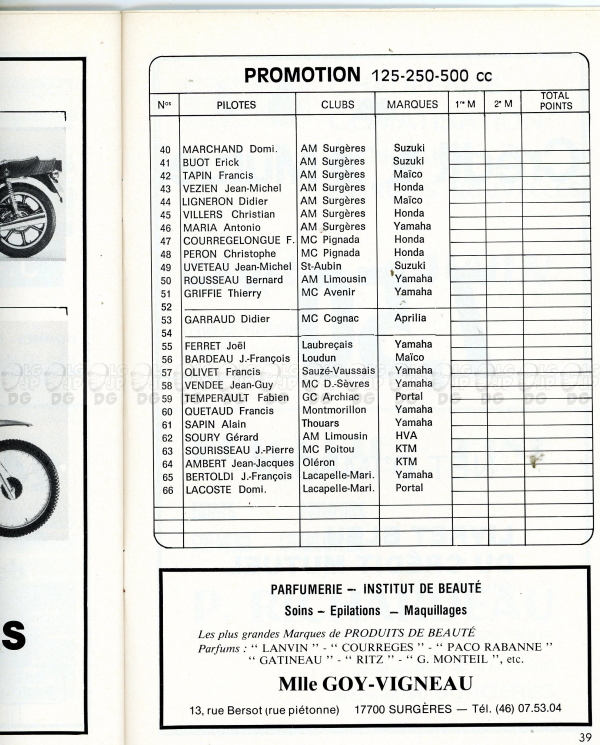 PROMOTION 125-250-500 cc
Nos PILOTES CLUBS MARQUES 1re M 2e M TOTAL POINTS
40 MARCHAND Domi. AM Surgères Suzuki
41 BUOT Erick AM Surgères Suzuki
42 TAPIN Francis AM Surgères Maïco
43 VEZIEN Jean-Michel AM Surgères Honda
44 LIGNERON Didier AM Surgères Maïco
45 VILLERS Christian AM Surgères Honda
46 MARIA Antonio AM Surgères Yamaha
47 COURREGELONGUE F. MC Pignada Honda
48 PERON Christophe MC Pignada Honda
49 UVETEAU Jean-Michel St-Aubin Suzuki
50 ROUSSEAU Bernard AM Limousin Yamaha
51 GRIFFIE Thierry MC Avenir Yamaha
52
53 GARRAUD Didier MC Cognac Aprilia
54
55 FERRET Joël Laubreçais Yamaha
56 BARDEAU J.-François Loudun Maïco
57 OLIVET Francis Sauzé-Vaussais Yamaha
58 VENDEE Jean-Guy MC D.-Sèvres Yamaha
59 TEMPERAULT Fabien GC Archiac Portal
60 QUETAUD Francis Montmorillon Yamaha
61 SAPIN Alain Thouars Yamaha
62 SOURY Gérard AM Limousin HVA
63 SOURISSEAU J.-Pierre MC Poitou KTM
64 AMBERT Jean-Jacques Oléron KTM
65 BERTOLDI J.-François Lacapelle-Mari. Yamaha
66 LACOSTE Domi. Lacapelle-Mari. Portal
PARFUMERIE — INSTITUT DE BEAUTÉ
Soins – Epilations — Maquillages
Les plus grandes Marques de PRODUITS DE BEAUTÉ
Parfums : “ LANVIN ” - “ COURREGES ” - “ PACO RABANNE ”
“ GATINEAU ” - “ RITZ ” - “ G. MONTEIL ”, etc.
Mlle GOY-VIGNEAU
13, rue Bersot (rue piétonne) 17700 SURGÈRES — Tél. (46) 07.53.04
39
S